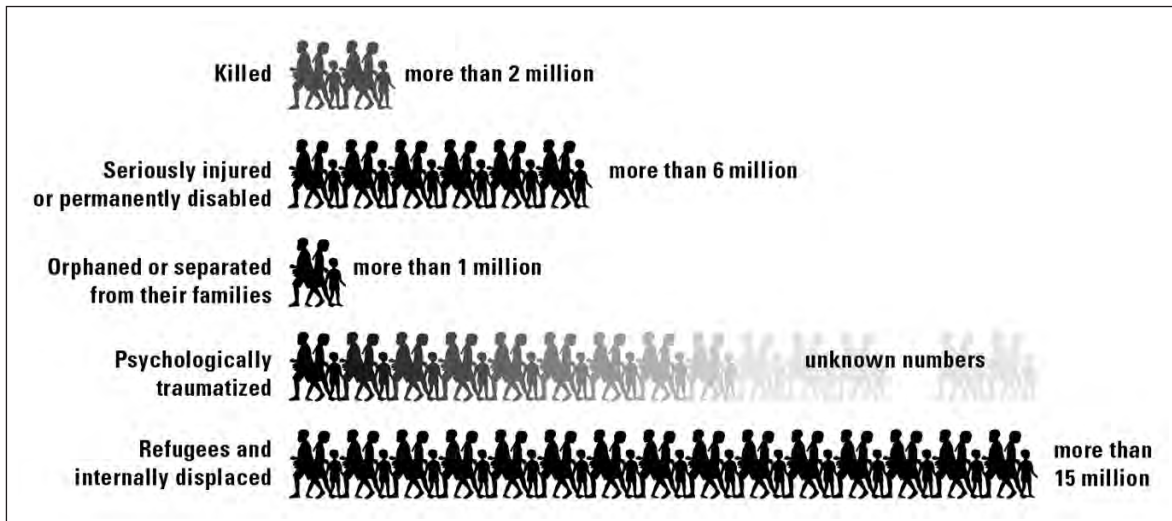 Killed more than 2 million
Seriously injured
or permanently disabled
more than 6 million
Orphaned or separated
from their families
more than 1 million
Psychologically
traumatized
unknown numbers
Refugees and
internally displaced
more than
15 million